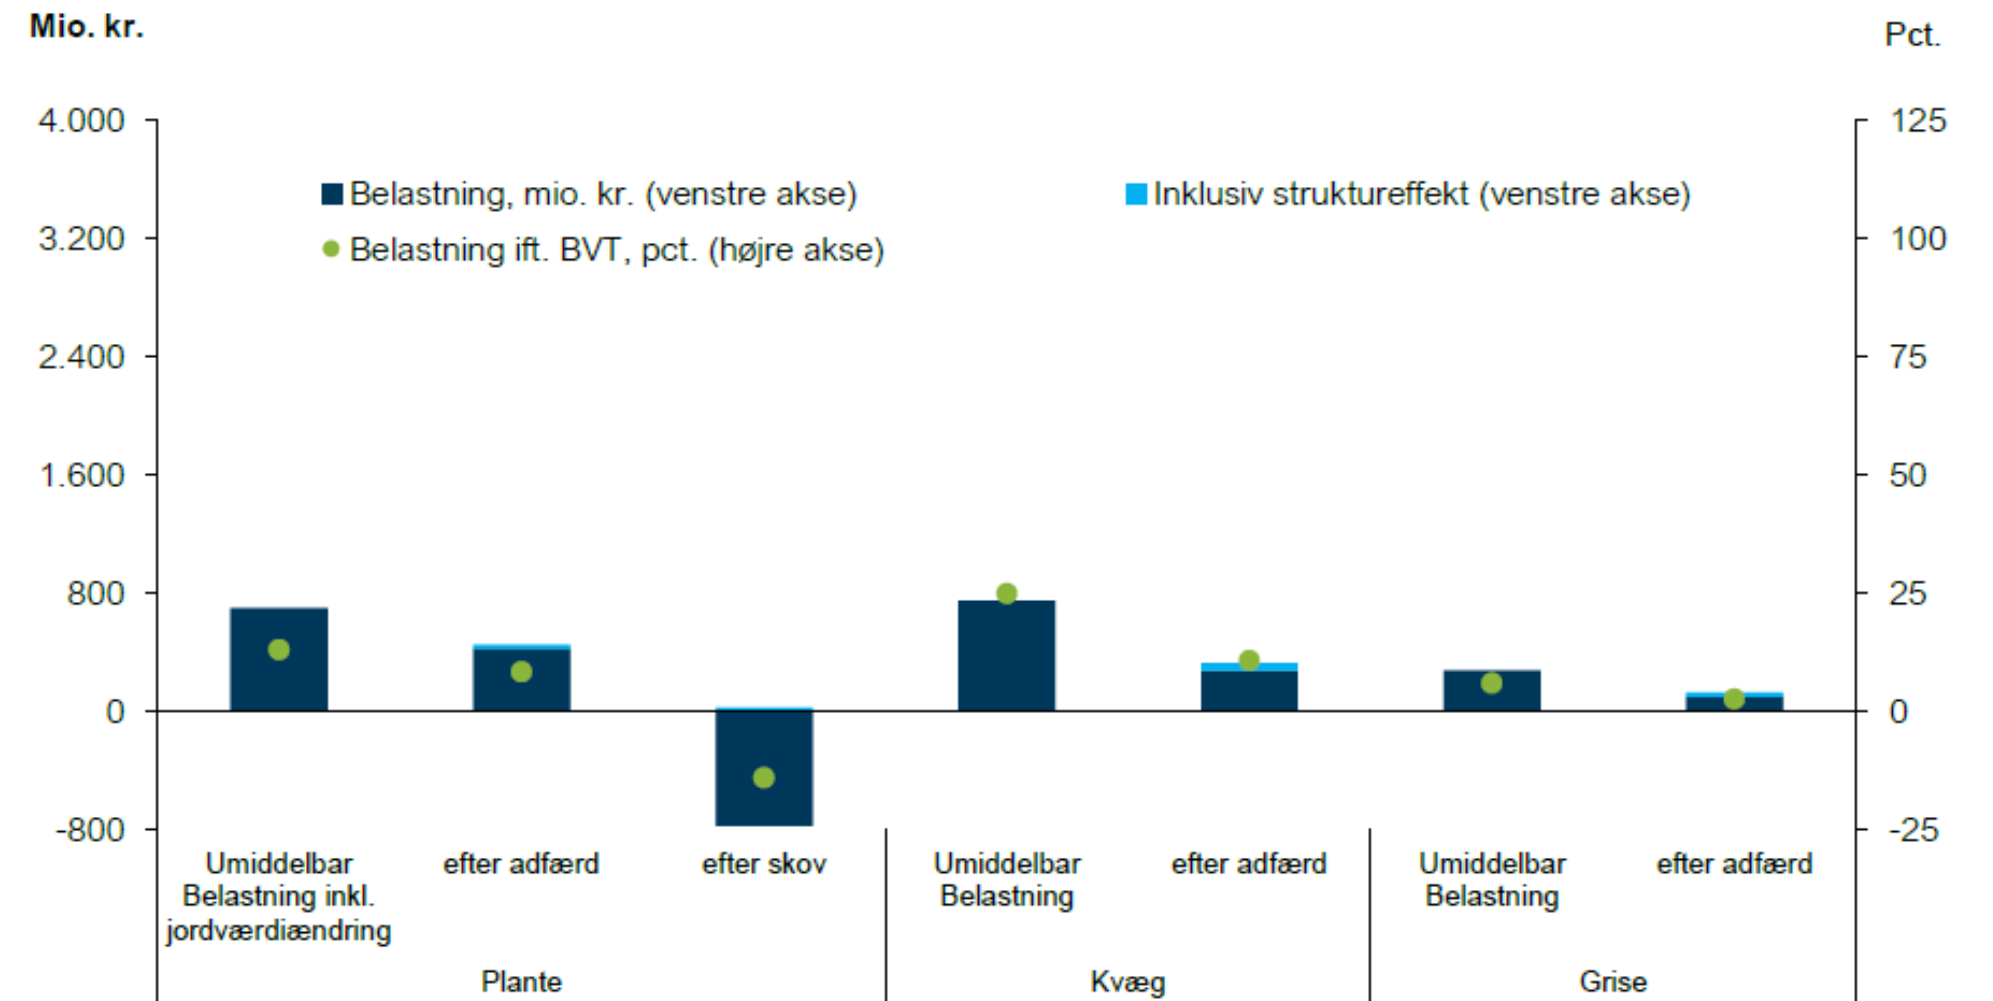 Mio. kr.
Pct.
4.000
125
Belastning, mio. kr. (venstre akse)
Inklusiv struktureffekt (venstre akse)
3.200
100
Belastning ift. BVT, pct. (højre akse)
2.400
75
1.600
50
800
25
0
0
-800
-25
Umiddelbar
Belastning inkl.
jordværdiændring
efter adfærd
efter skov
Umiddelbar
Belastning
efter adfærd
Umiddelbar
Belastning
efter adfærd
Plante
Kvæg
Grise